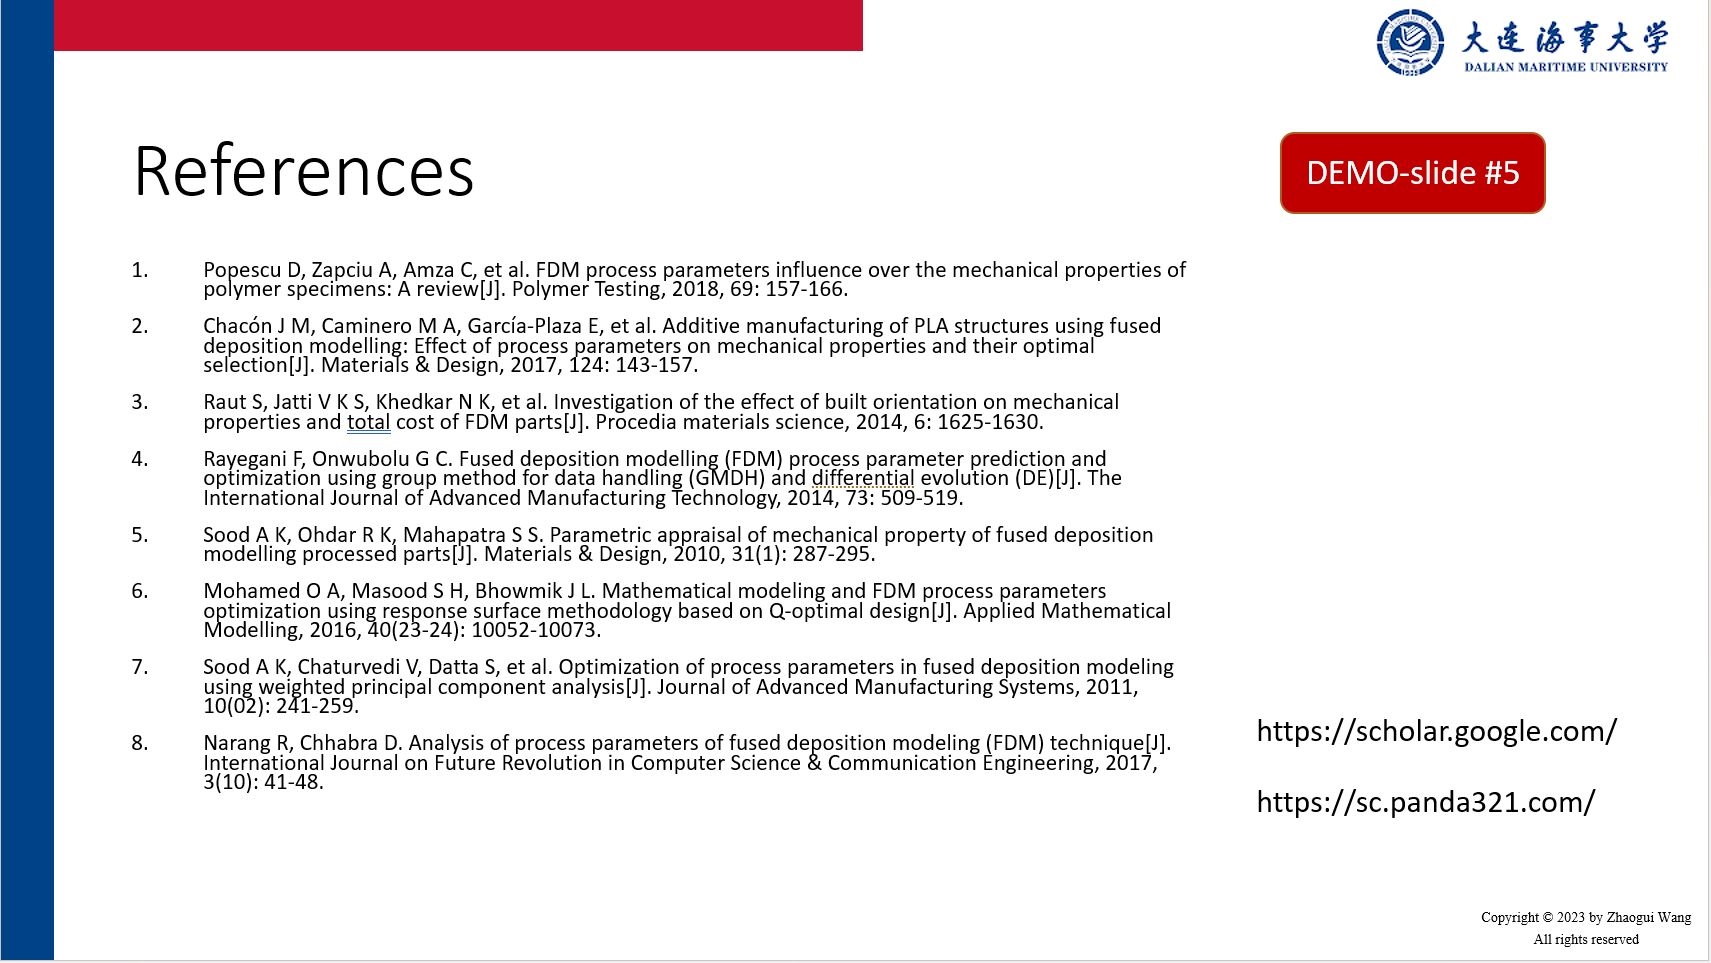 大连海事大学
DALIAN MARITIME UNIVERSITY
References
DEMO-slide #5
1. Popescu D, Zapciu A, Amza C, et al. FDM process parameters influence over the mechanical properties of
polymer specimens: A review[J]. Polymer Testing, 2018, 69: 157-166.
2. Chacón J M, Caminero M A, García-Plaza E, et al. Additive manufacturing of PLA structures using fused
deposition modelling: Effect of process parameters on mechanical properties and their optimal
selection[J]. Materials & Design, 2017, 124: 143-157.
3. Raut S, Jatti V K S, Khedkar N K, et al. Investigation of the effect of built orientation on mechanical
properties and total cost of FDM parts[J]. Procedia materials science, 2014, 6: 1625-1630.
4. Rayegani F, Onwubolu G C. Fused deposition modelling (FDM) process parameter prediction and
optimization using group method for data handling (GMDH) and differential evolution (DE)[J]. The
International Journal of Advanced Manufacturing Technology, 2014, 73: 509-519.
5. Sood A K, Ohdar R K, Mahapatra S S. Parametric appraisal of mechanical property of fused deposition
modelling processed parts[J]. Materials & Design, 2010, 31(1): 287-295.
6. Mohamed O A, Masood S H, Bhowmik J L. Mathematical modeling and FDM process parameters
optimization using response surface methodology based on Q-optimal design[J]. Applied Mathematical
Modelling, 2016, 40(23-24): 10052-10073.
7. Sood A K, Chaturvedi V, Datta S, et al. Optimization of process parameters in fused deposition modeling
using weighted principal component analysis[J]. Journal of Advanced Manufacturing Systems, 2011,
10(02): 241-259.
8. Narang R, Chhabra D. Analysis of process parameters of fused deposition modeling (FDM) technique[J].
International Journal on Future Revolution in Computer Science & Communication Engineering, 2017,
3(10): 41-48.
https://scholar.google.com/
https://sc.panda321.com/
Copyright © 2023 by Zhaogui Wang
All rights reserved